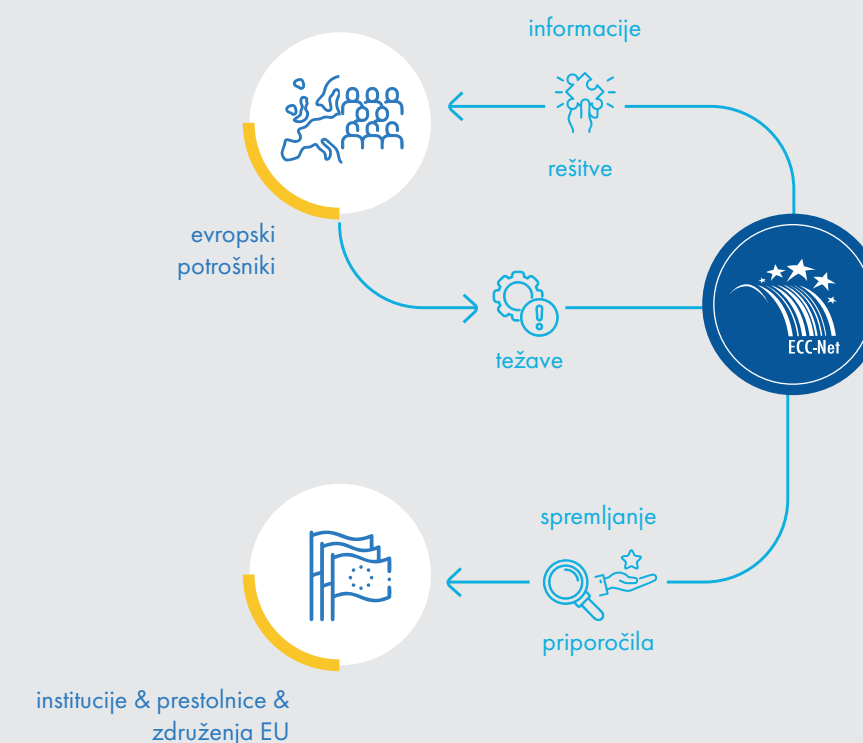 informacije
rešitve
evropski
potrošniki
težave
ECC-Net
spremljanje
priporočila
institucije & prestolnice &
združenja EU